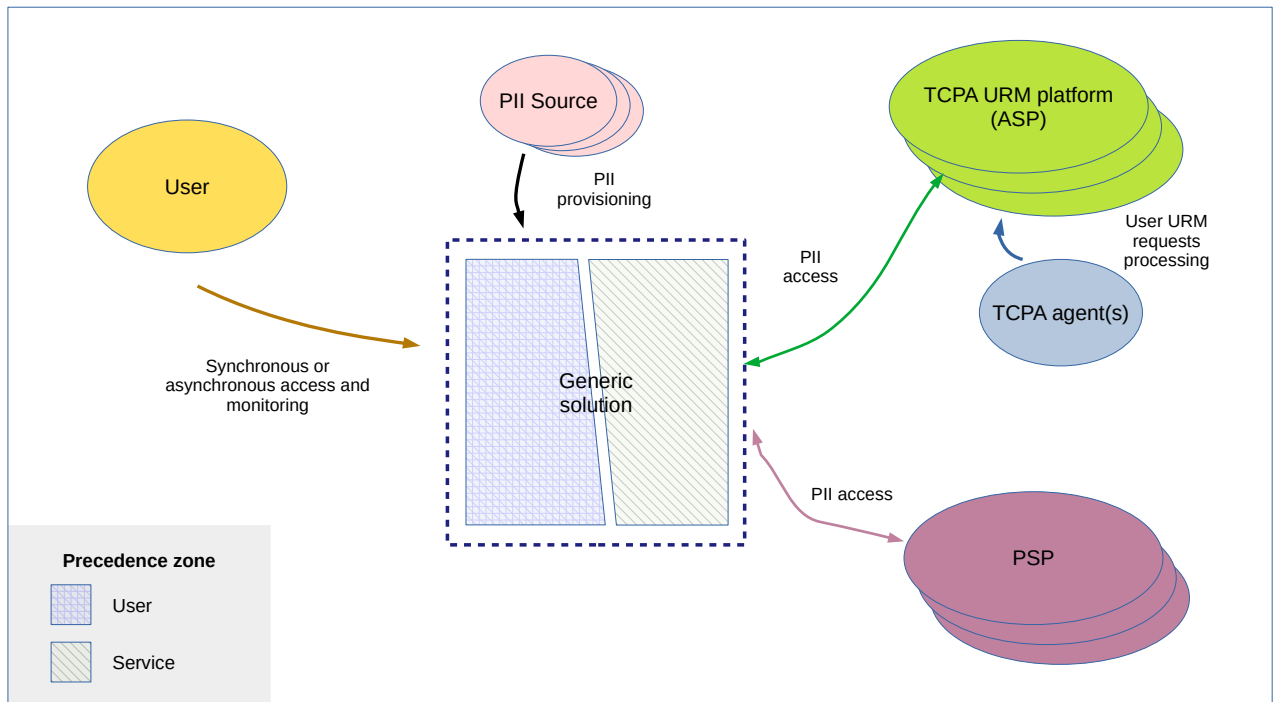 User
PII Source
TCPA URM platform
(ASP)
PII
provisioning
User URM
requests
processing
PII
access
TCPA agent(s)
Synchronous or
asynchronous access and
monitoring
Generic
solution
PII access
PSP
Precedence zone
User
Service